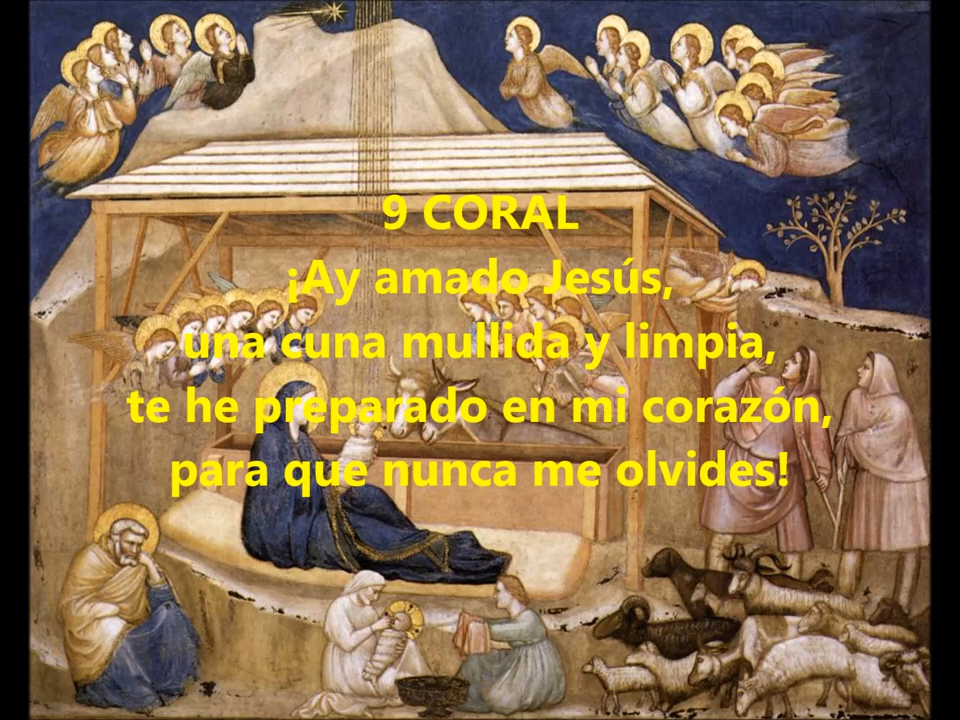 9 CORAL
¡Ay amado Jesús,
una cuna mullida y limpia,
te he preparado en mi corazón,
para que nunca me olvides!